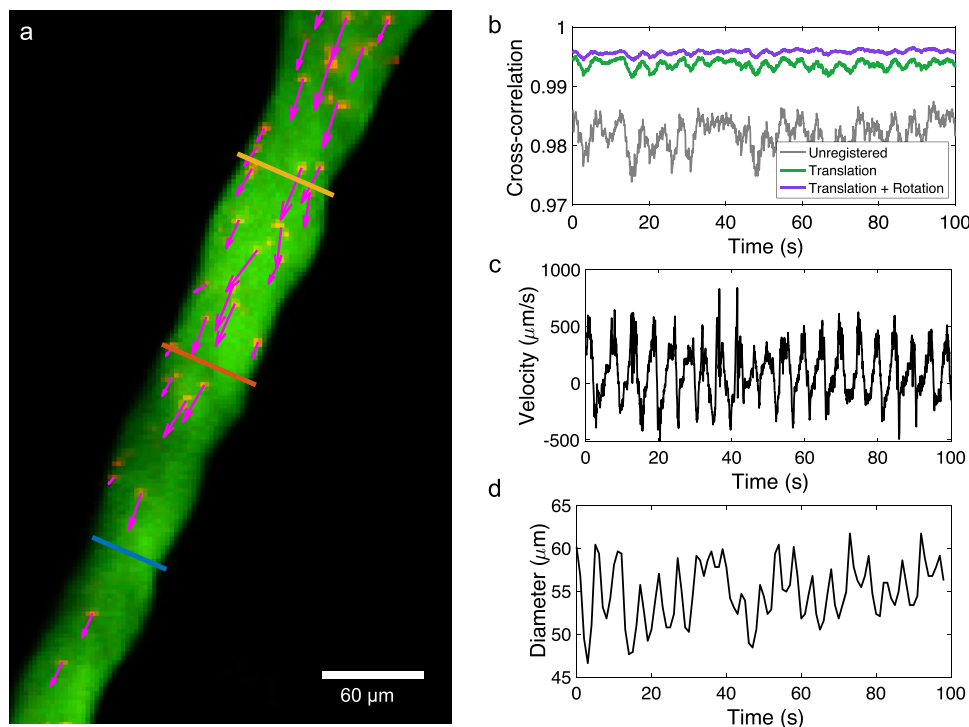 a
60 µm
b
Cross-correlation
1
0.99
0.98
0.97
Unregistered
Translation
Translation + Rotation
0 20 40 60 80 100
Time (s)
c
Velocity (µm/s)
1000
500
0
-500
0 20 40 60 80 100
Time (s)
d
Diameter (µm)
65
60
55
50
45
0 20 40 60 80 100
Time (s)